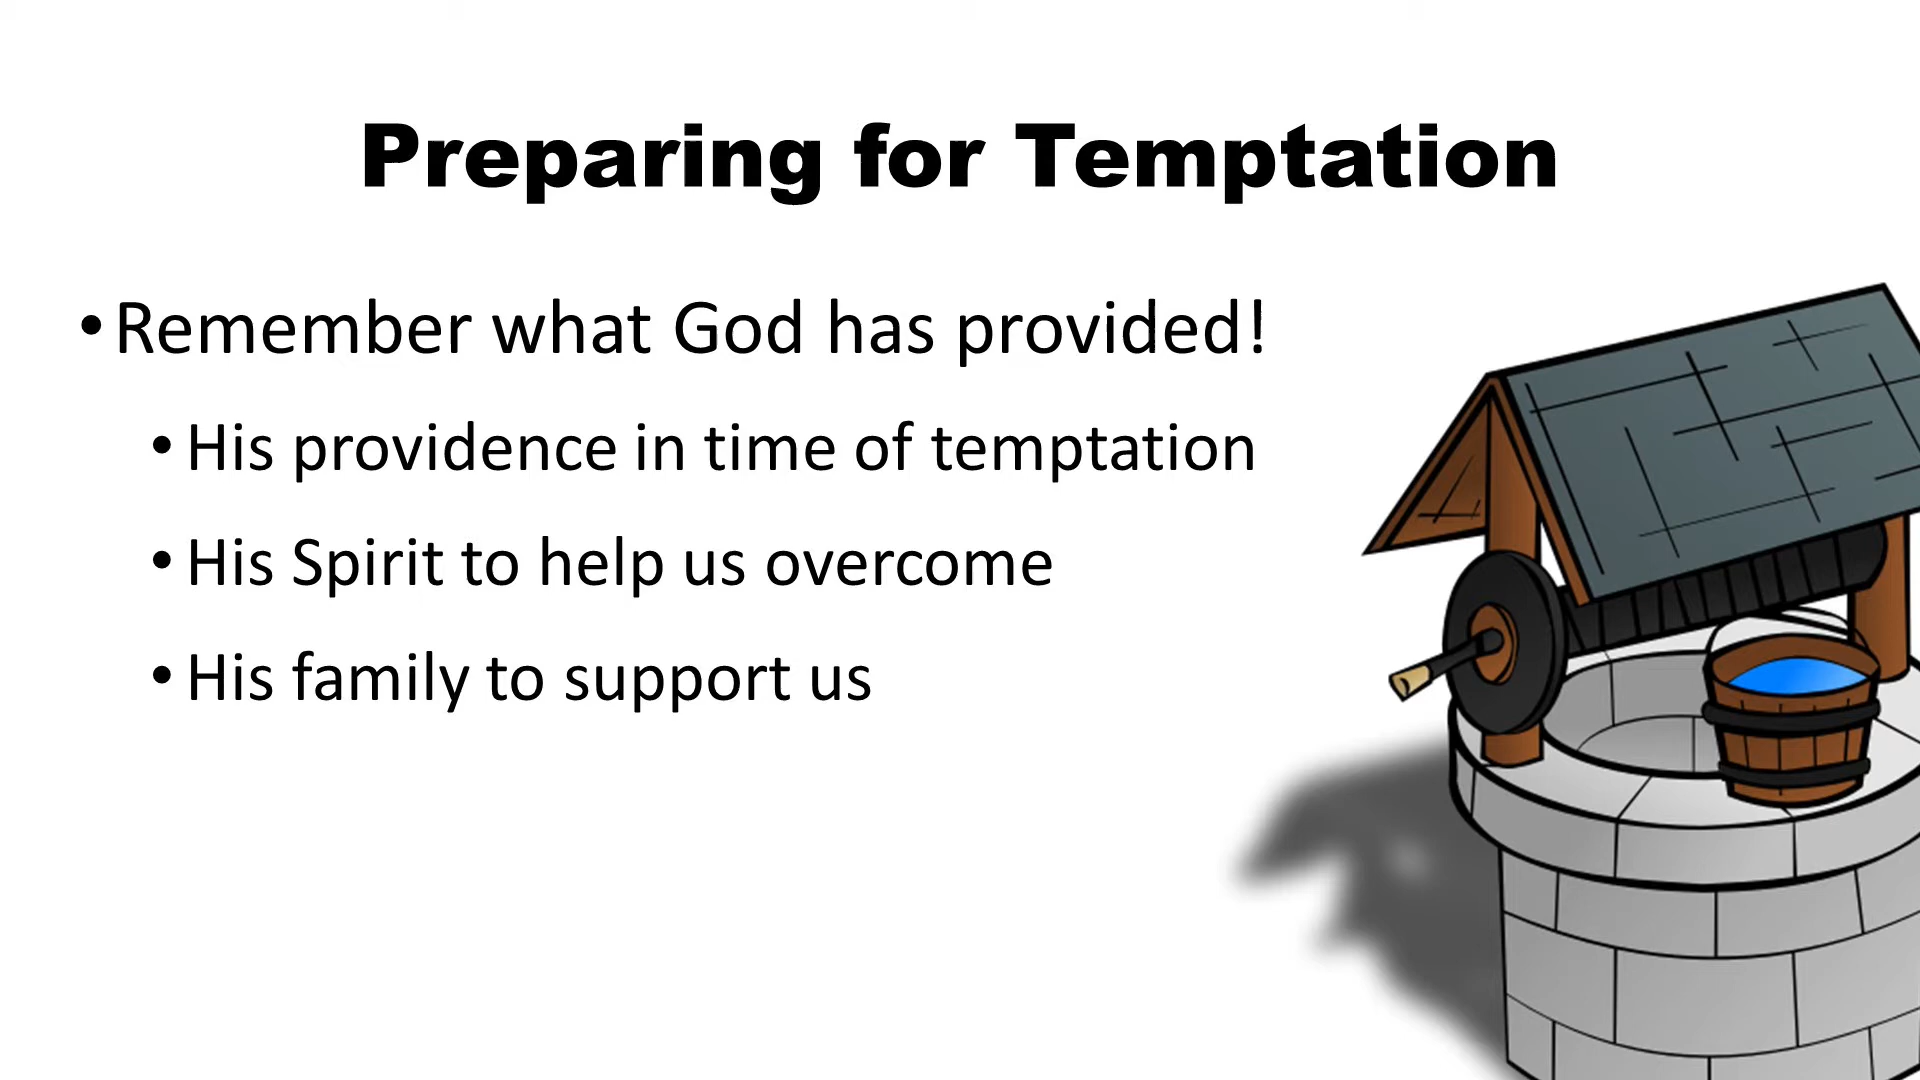 Preparing for Temptation
•Remember what God has provided!
•His providence in time of temptation
•His Spirit to help us overcome
•His family to support us